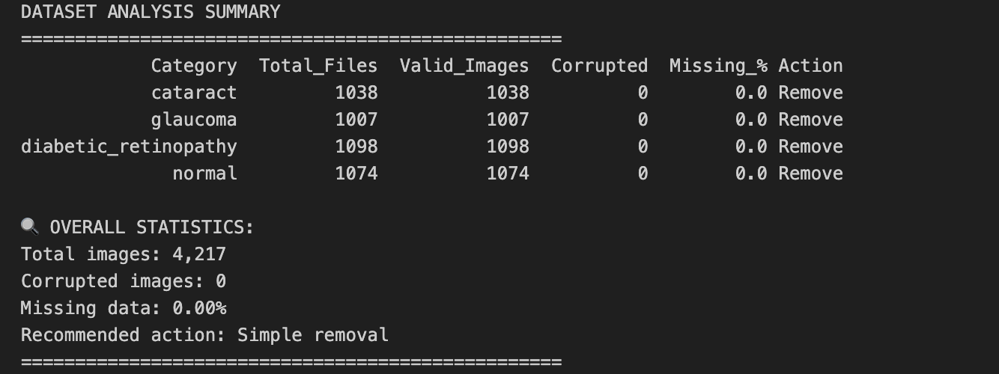 DATASET ANALYSIS SUMMARY
==================================================
Category Total_Files Valid_Images Corrupted Missing_% Action
cataract 1038 1038 0 0.0 Remove
glaucoma 1007 1007 0 0.0 Remove
diabetic_retinopathy 1098 1098 0 0.0 Remove
normal 1074 1074 0 0.0 Remove
🔍 OVERALL STATISTICS:
Total images: 4,217
Corrupted images: 0
Missing data: 0.00%
Recommended action: Simple removal
==================================================